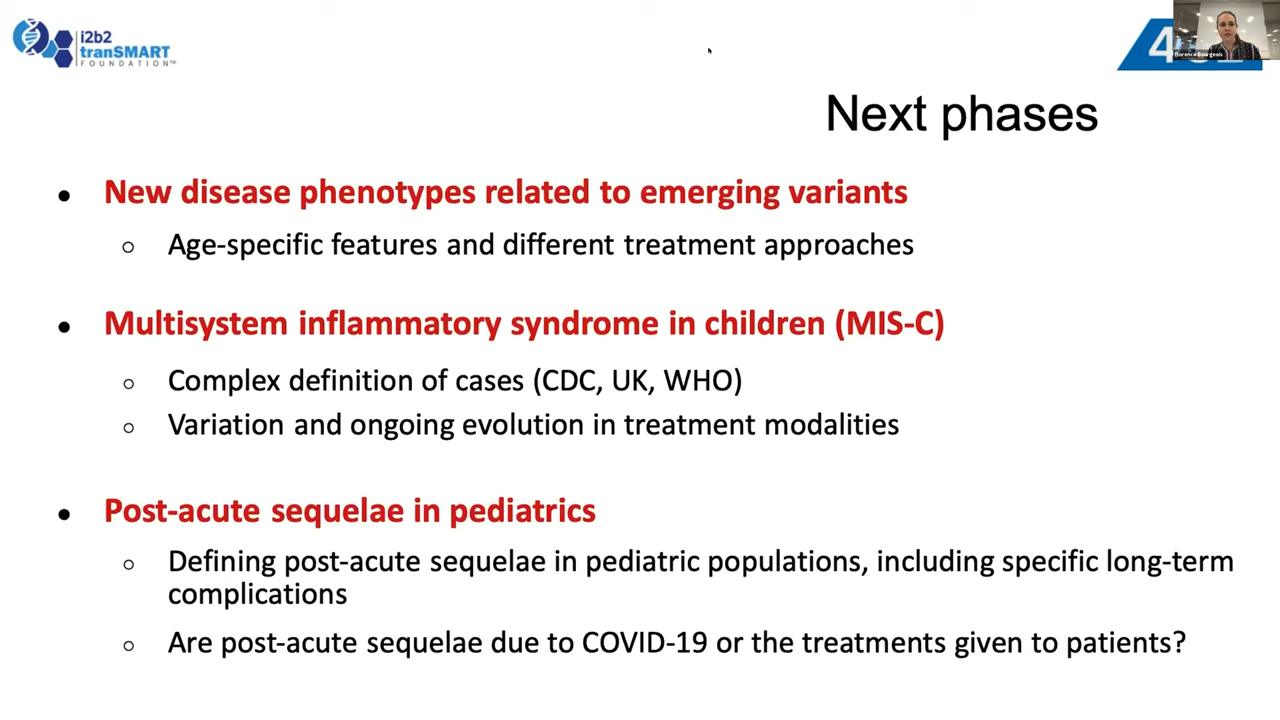 i2b2
tranSMART
FOUNDATION™
Florence Bourgeois
Next phases
• New disease phenotypes related to emerging variants
○ Age-specific features and different treatment approaches
• Multisystem inflammatory syndrome in children (MIS-C)
○ Complex definition of cases (CDC, UK, WHO)
○ Variation and ongoing evolution in treatment modalities
• Post-acute sequelae in pediatrics
○ Defining post-acute sequelae in pediatric populations, including specific long-term
complications
○ Are post-acute sequelae due to COVID-19 or the treatments given to patients?